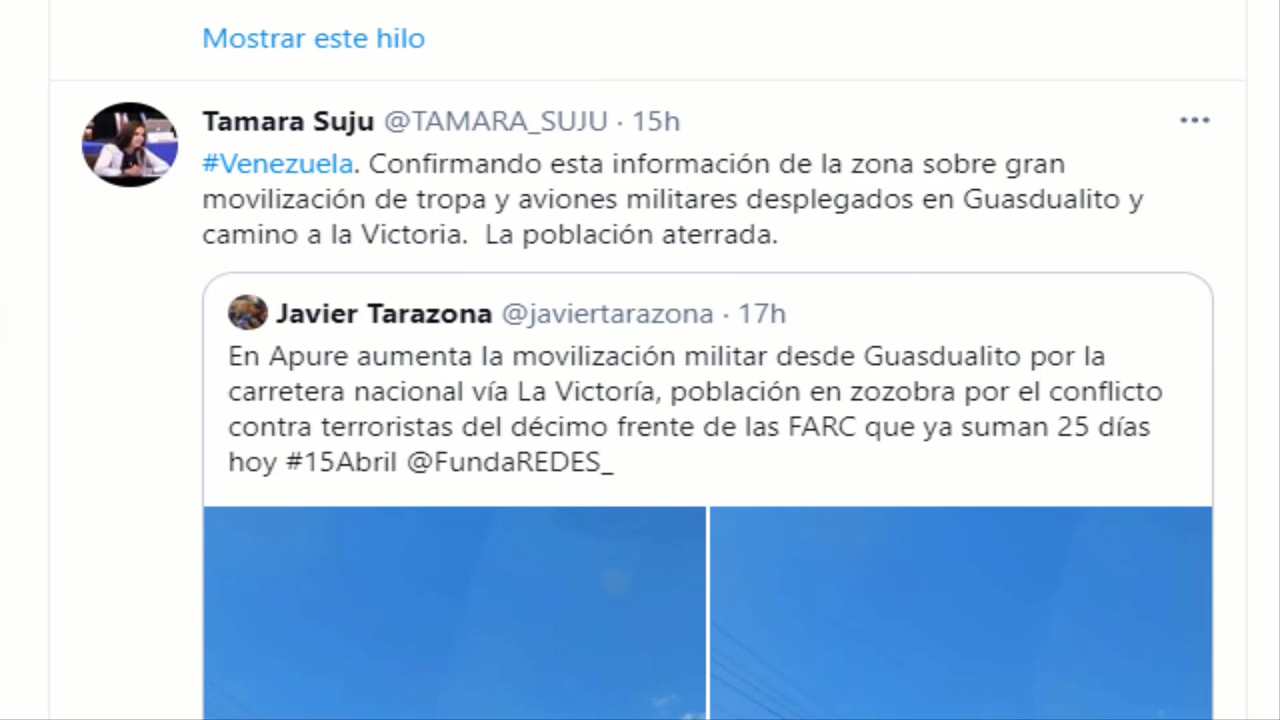 Mostrar este hilo
Tamara Suju @TAMARA_SUJU · 15h
#Venezuela. Confirmando esta información de la zona sobre gran
movilización de tropa y aviones militares desplegados en Guasdualito y
camino a la Victoria.  La población aterrada.
Javier Tarazona @javiertarazona · 17h
En Apure aumenta la movilización militar desde Guasdualito por la
carretera nacional vía La Victoría, población en zozobra por el conflicto
contra terroristas del décimo frente de las FARC que ya suman 25 días
hoy #15Abril @FundaREDES_